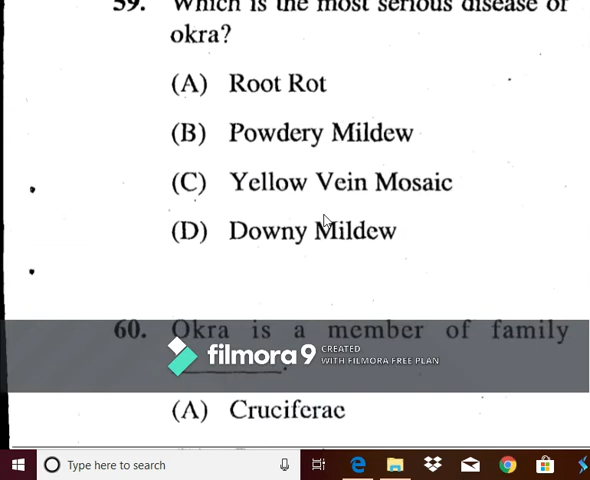 59. Which is the most serious disease of
okra?
(A) Root Rot
(B) Powdery Mildew
(C) Yellow Vein Mosaic
(D) Downy Mildew
60. Okra is a member of family
filmora9 CREATED
WITH FILMORA FREE PLAN
(A) Cruciferae
Type here to search